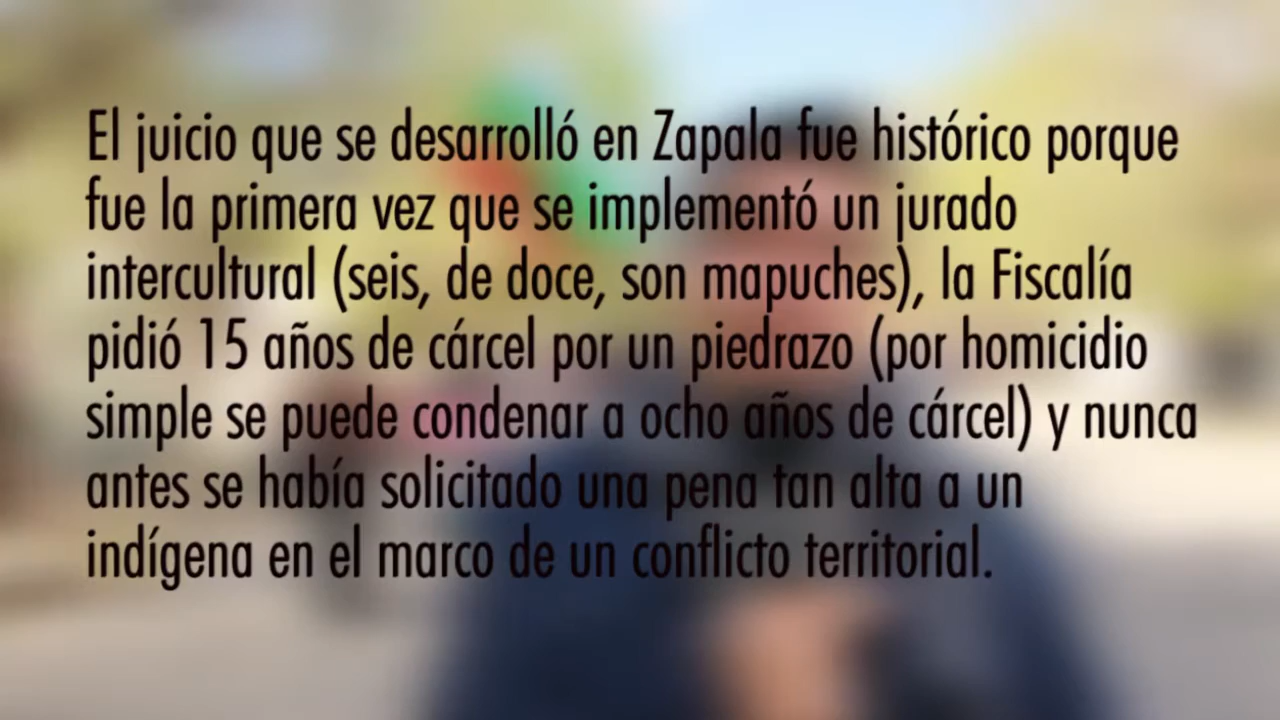 El juicio que se desarrolló en Zapala fue histórico porque
fue la primera vez que se implementó un jurado
intercultural (seis, de doce, son mapuches), la Fiscalía
pidió 15 años de cárcel por un piedrazo (por homicidio
simple se puede condenar a ocho años de cárcel) y nunca
antes se había solicitado una pena tan alta a un
indígena en el marco de un conflicto territorial.